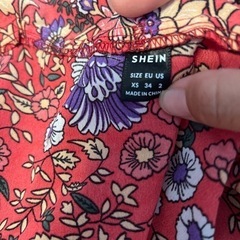 SHEIN
SIZE EU US
XS 34 2
MADE IN CHINA